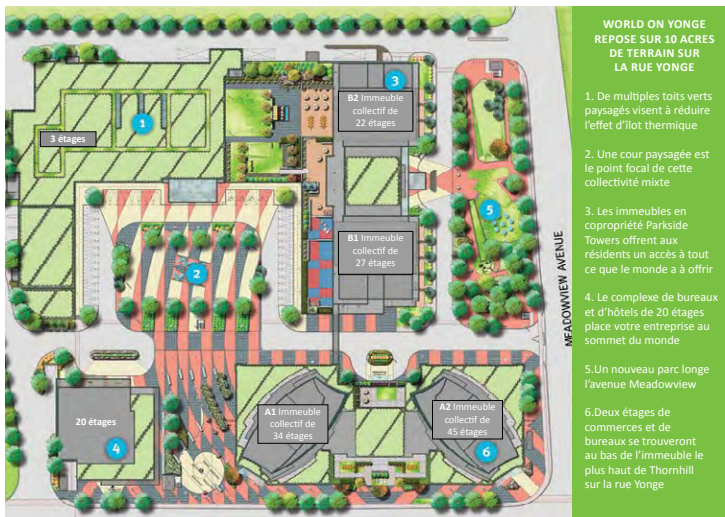 WORLD ON YONGE
REPOSE SUR 10 ACRES
DE TERRAIN SUR
LA RUE YONGE
1. De multiples toits verts
paysagés visent à réduire
l'effet d'îlot thermique
2. Une cour paysagée est
le point focal de cette
collectivité mixte
3. Les immeubles en
copropriété Parkside
Towers offrent aux
résidents un accès à tout
ce que le monde a à offrir
4. Le complexe de bureaux
et d'hôtels de 20 étages
place votre entreprise au
sommet du monde
5.Un nouveau parc longe
l'avenue Meadowview
6.Deux étages de
commerces et de
bureaux se trouveront
au bas de l'immeuble le
plus haut de Thornhill
sur la rue Yonge
3
B2 Immeuble
collectif de
22 étages
1
3 étages
5
B1 Immeuble
collectif de
27 étages
2
MEADOWVIEW AVENUE
A1 Immeuble
collectif de
34 étages
A2 Immeuble
collectif de
45 étages
20 étages
4
6